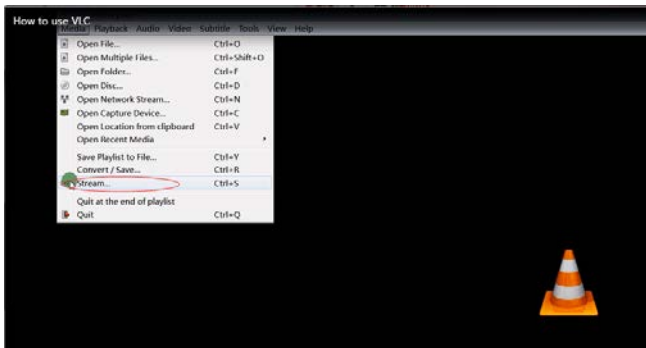 How to use VLC
Media Playback Audio Video Subtitle Tools View Help
Open File... Ctrl+O
Open Multiple Files... Ctrl+Shift+O
Open Folder... Ctrl+F
Open Disc... Ctrl+D
Open Network Stream... Ctrl+N
Open Capture Device... Ctrl+C
Open Location from clipboard Ctrl+V
Open Recent Media
Save Playlist to File... Ctrl+Y
Convert / Save... Ctrl+R
Stream... Ctrl+S
Quit at the end of playlist
Quit Ctrl+Q